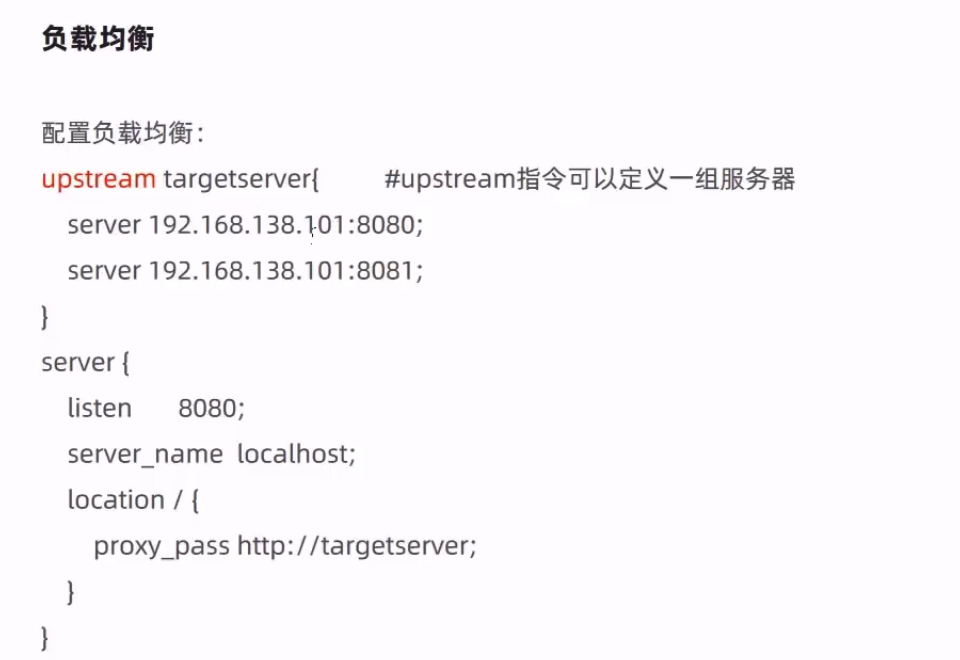 负载均衡
配置负载均衡：
upstream targetserver{ #upstream指令可以定义一组服务器
server 192.168.138.101:8080;
server 192.168.138.101:8081;
}
server {
listen 8080;
server_name localhost;
location / {
proxy_pass http://targetserver;
}
}